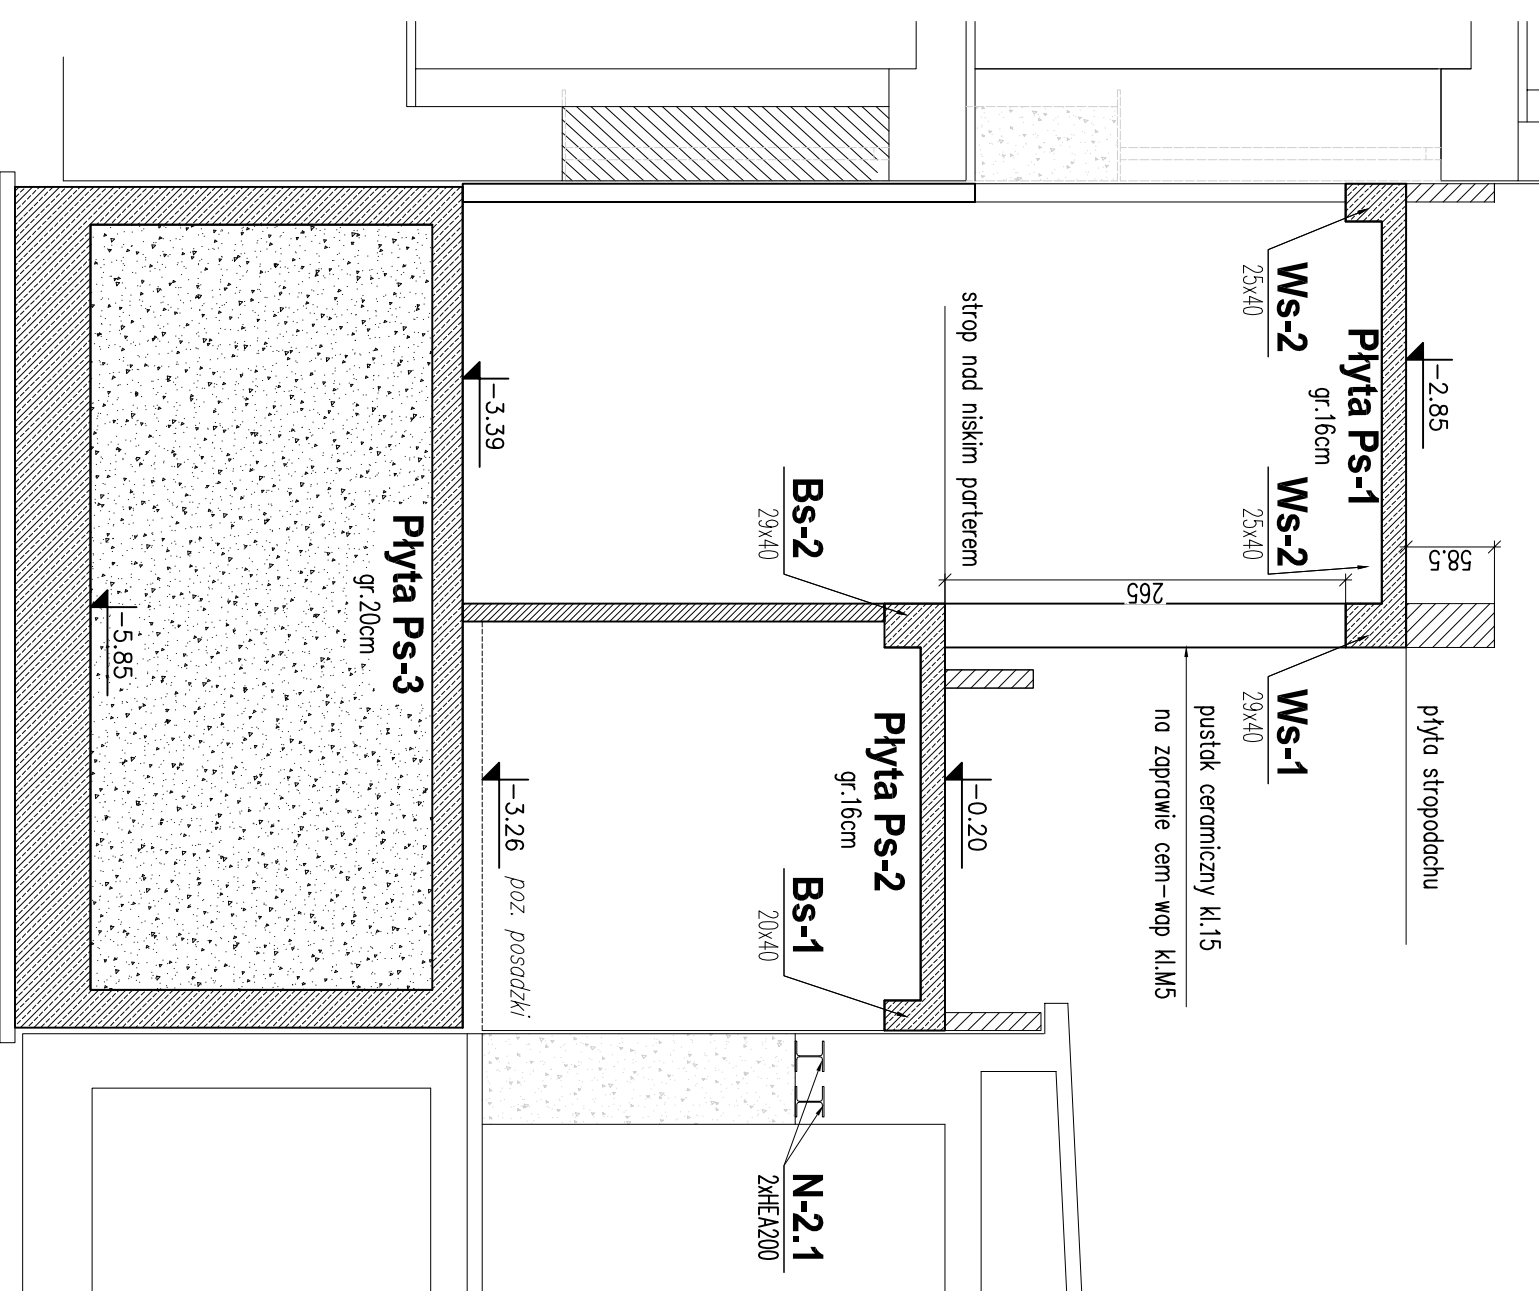 płyta stropodachu
58.5
-2.85
Płyta Ps-1
gr.16cm
Ws-2
25x40
Ws-2
25x40
Ws-1
29x40
pustak ceramiczny kl.15
na zaprawie cem-wap kl.M5
265
strop nad niskim parterem
-0.20
Płyta Ps-2
gr.16cm
Bs-2
29x40
Bs-1
20x40
N-2.1
2xHEA200
-3.39
-3.26 poz. posadzki
Płyta Ps-3
gr.20cm
-5.85